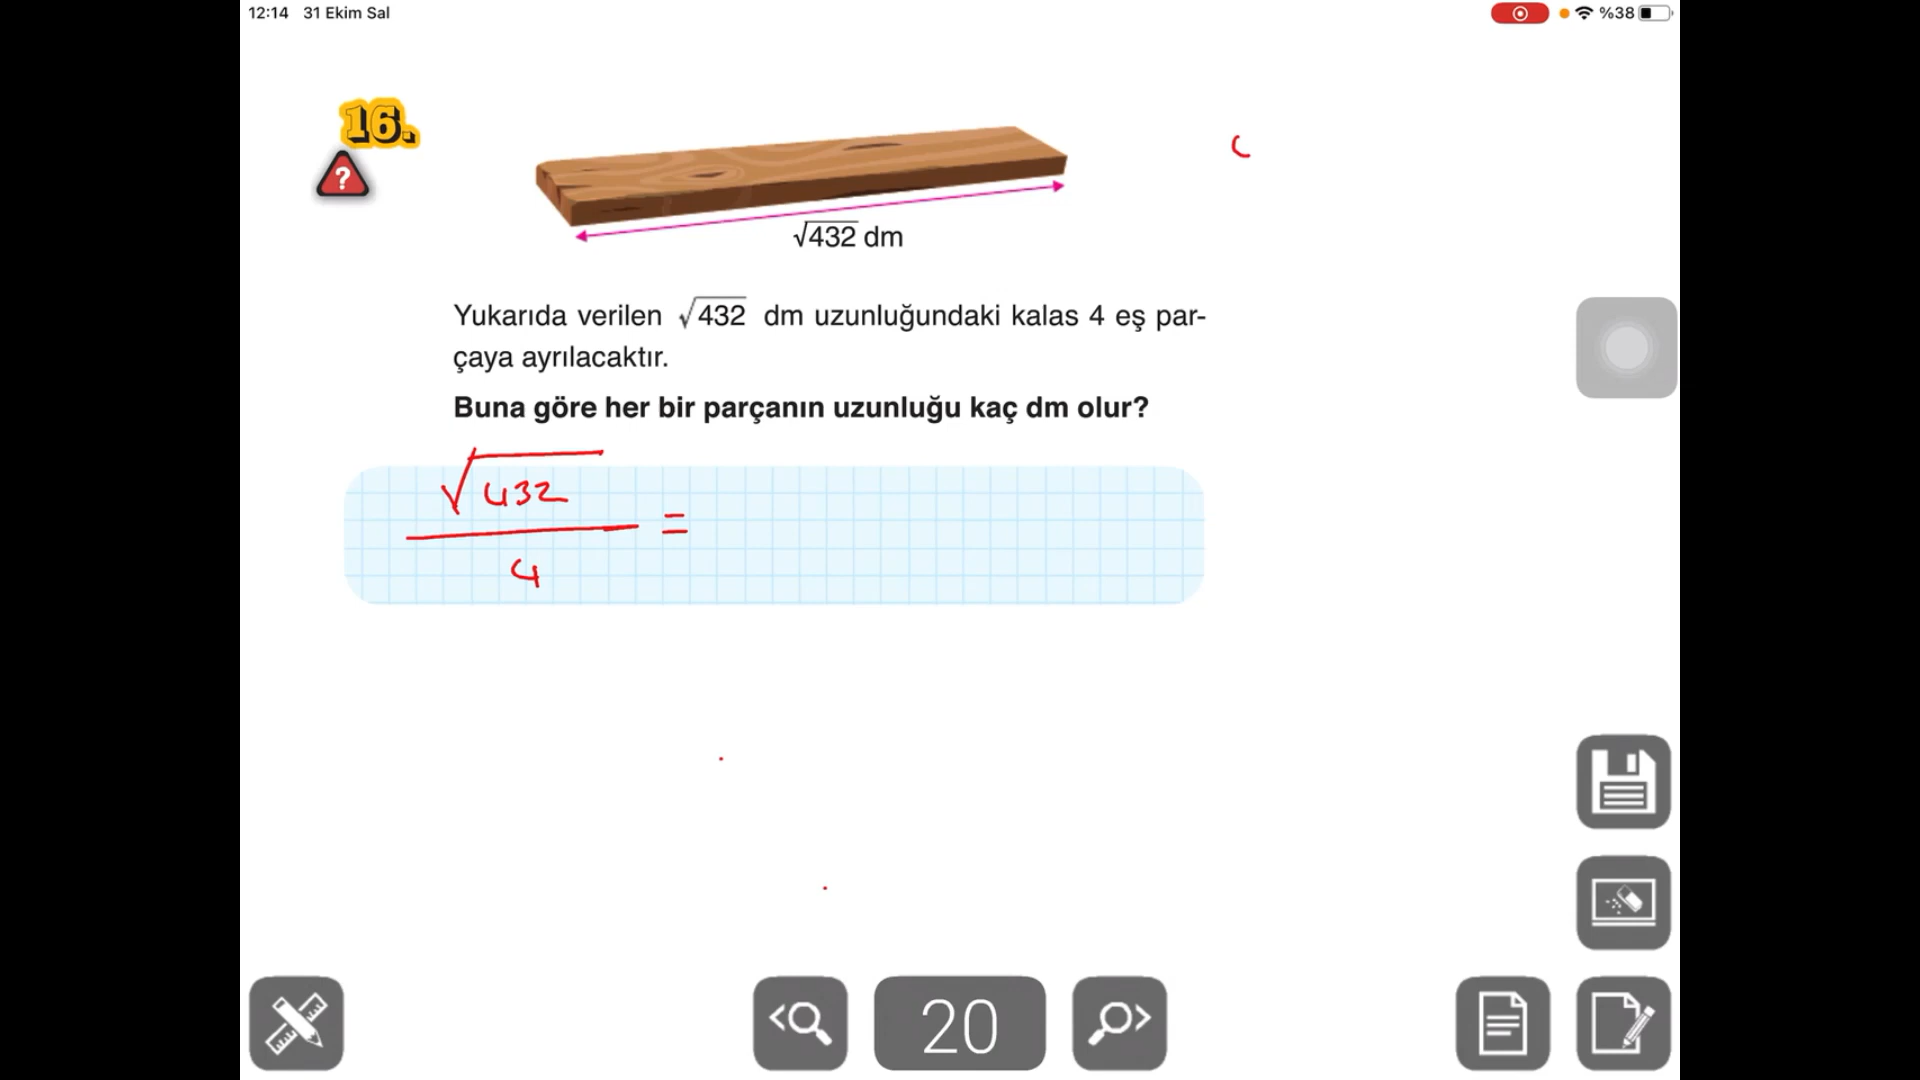 12:14 31 Ekim Sal
%38
16.
?
√432 dm
Yukarıda verilen √432 dm uzunluğundaki kalas 4 eş par-
çaya ayrılacaktır.
Buna göre her bir parçanın uzunluğu kaç dm olur?
√432
=
4
20